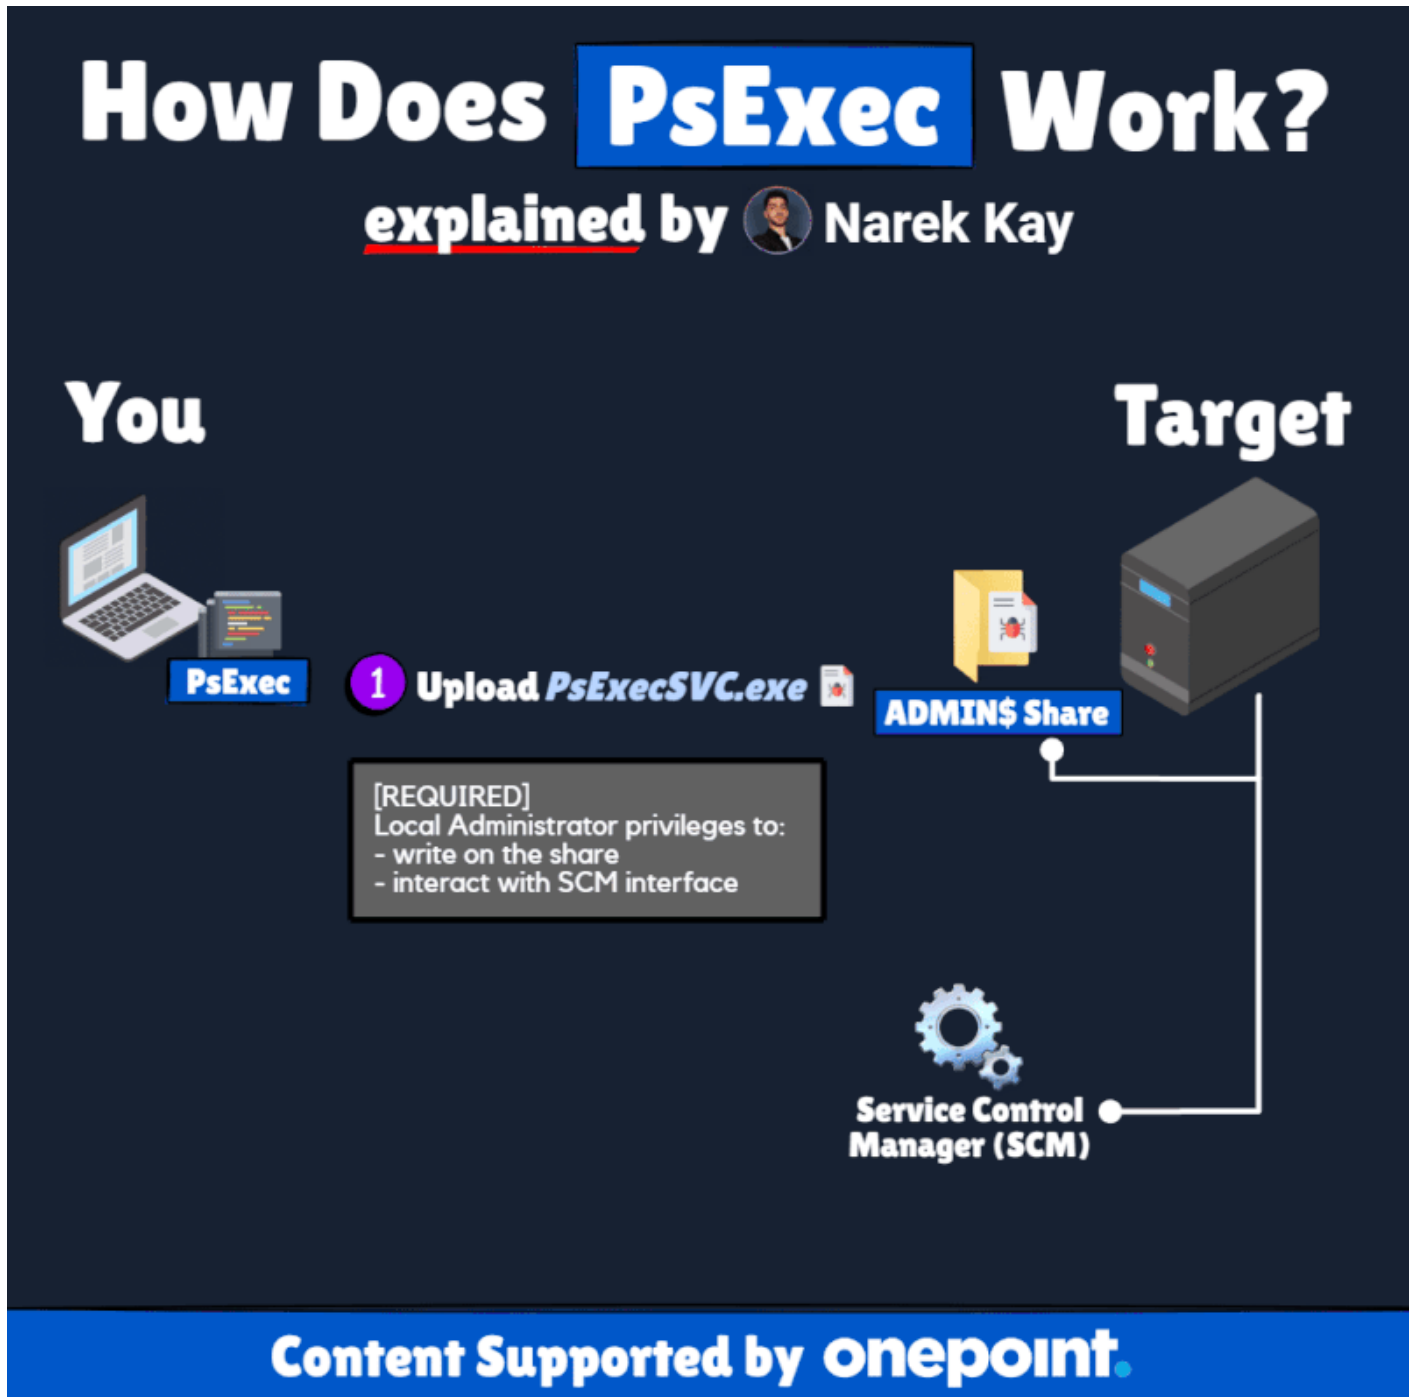 How Does PsExec Work?
explained by Narek Kay
You
Target
PsExec
1 Upload PsExecSVC.exe
ADMIN$ Share
[REQUIRED]
Local Administrator privileges to:
- write on the share
- interact with SCM interface
Service Control
Manager (SCM)
Content Supported by onepoint.